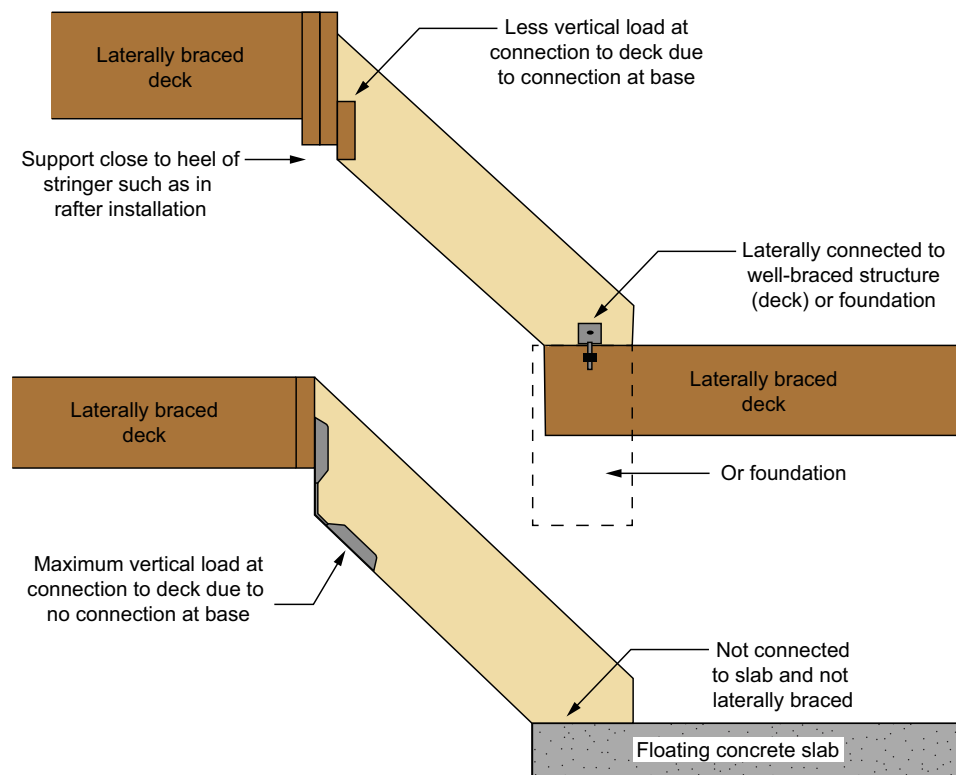 Laterally braced
deck
Less vertical load at
connection to deck due
to connection at base
Support close to heel of
stringer such as in
rafter installation
Laterally connected to
well-braced structure
(deck) or foundation
Laterally braced
deck
Laterally braced
deck
Or foundation
Maximum vertical load at
connection to deck due to
no connection at base
Not connected
to slab and not
laterally braced
Floating concrete slab